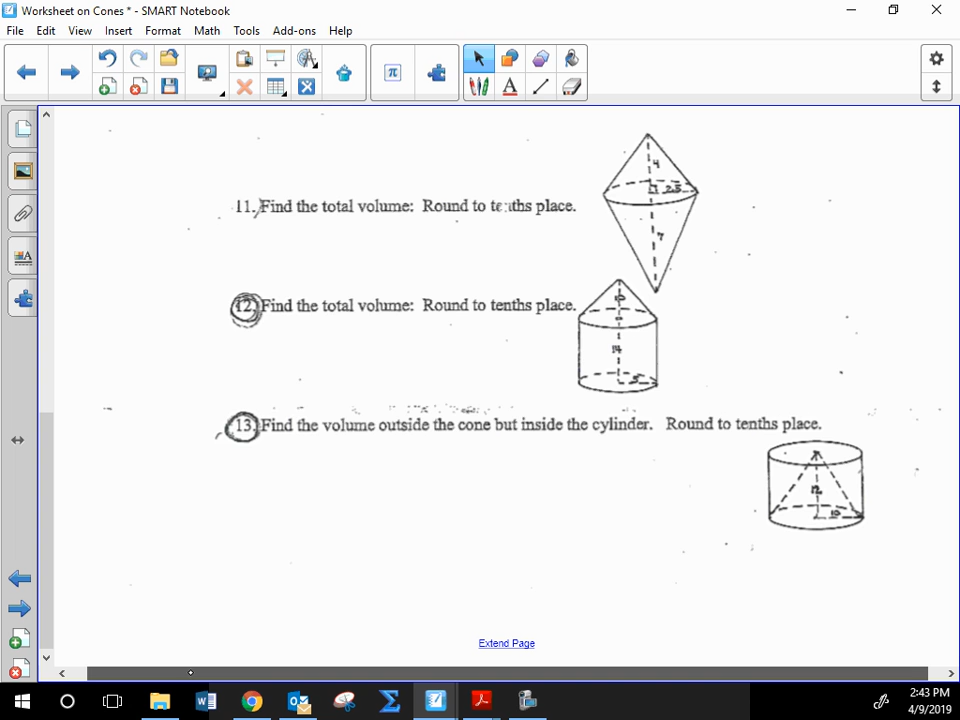 Worksheet on Cones * - SMART Notebook
File Edit View Insert Format Math Tools Add-ons Help
π
A
A
4
2.5
11. Find the total volume: Round to tenths place.
7
10
12. Find the total volume: Round to tenths place.
14
5
13. Find the volume outside the cone but inside the cylinder. Round to tenths place.
12
10
Extend Page
2:43 PM
4/9/2019